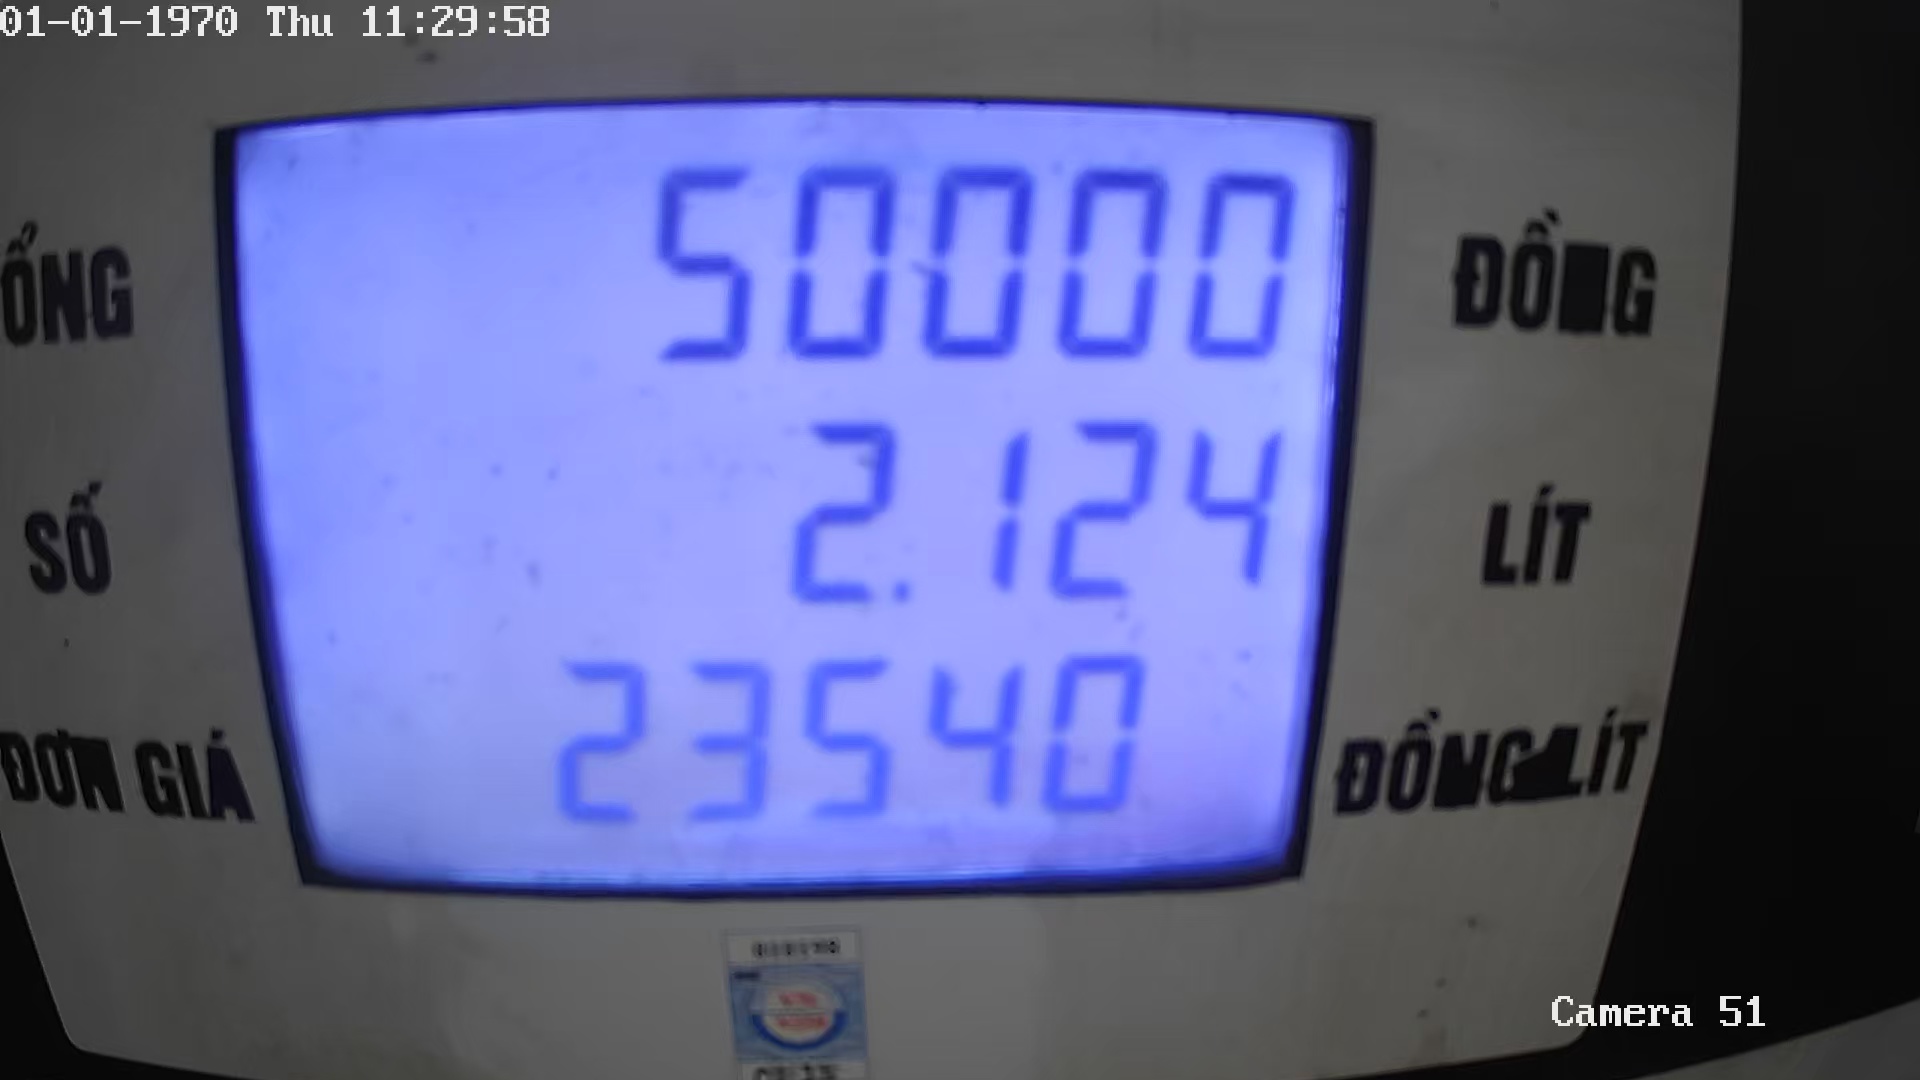 01-01-1970 Thu 11:29:58
ỔNG 50000 ĐỒNG
SỐ 2.124 LÍT
ĐƠN GIÁ 23540 ĐỒNG/LÍT
Camera 51